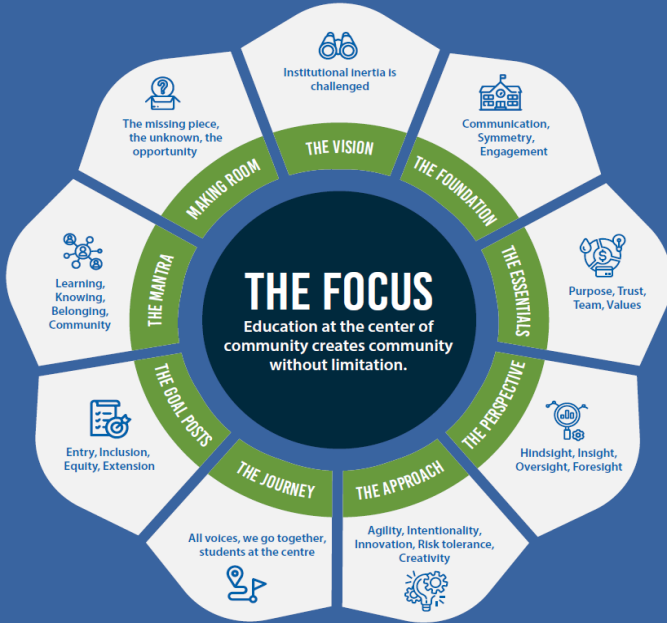 THE FOCUS
Education at the center of
community creates community
without limitation.
THE VISION
Institutional inertia is
challenged
THE FOUNDATION
Communication,
Symmetry,
Engagement
THE ESSENTIALS
Purpose, Trust,
Team, Values
THE PERSPECTIVE
Hindsight, Insight,
Oversight, Foresight
THE APPROACH
Agility, Intentionality,
Innovation, Risk tolerance,
Creativity
THE JOURNEY
All voices, we go together,
students at the centre
THE GOAL POSTS
Entry, Inclusion,
Equity, Extension
THE MANTRA
Learning,
Knowing,
Belonging,
Community
MAKING ROOM
The missing piece,
the unknown, the
opportunity
?
$